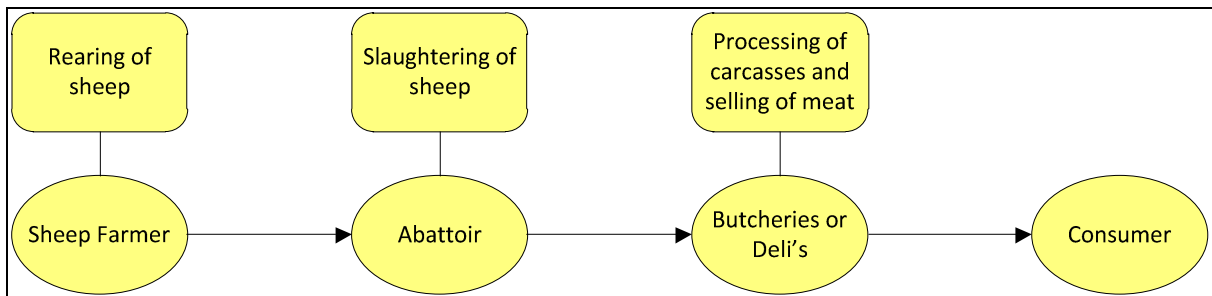 Rearing of
sheep
Slaughtering of
sheep
Processing of
carcasses and
selling of meat
Sheep Farmer
Abattoir
Butcheries or
Deli's
Consumer